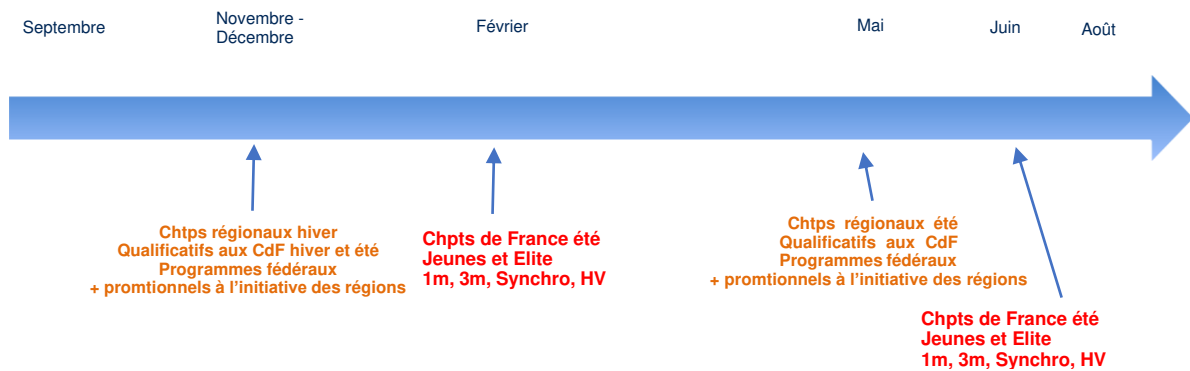 Septembre
Novembre -
Décembre
Février
Mai
Juin
Août
Chtps régionaux hiver
Qualificatifs aux CdF hiver et été
Programmes fédéraux
+ promtionnels à l'initiative des régions
Chpts de France été
Jeunes et Elite
1m, 3m, Synchro, HV
Chtps régionaux été
Qualificatifs aux CdF
Programmes fédéraux
+ promtionnels à l'initiative des régions
Chpts de France été
Jeunes et Elite
1m, 3m, Synchro, HV